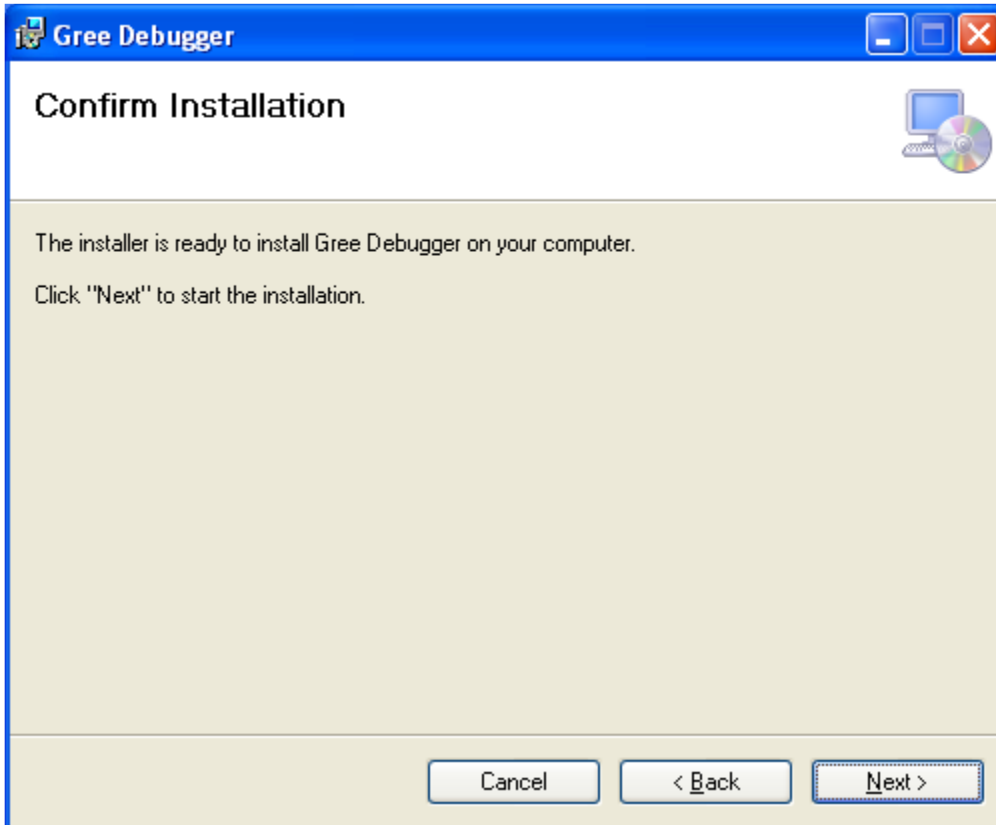 Gree Debugger
Confirm Installation
The installer is ready to install Gree Debugger on your computer.
Click "Next" to start the installation.
Cancel
< Back
Next >